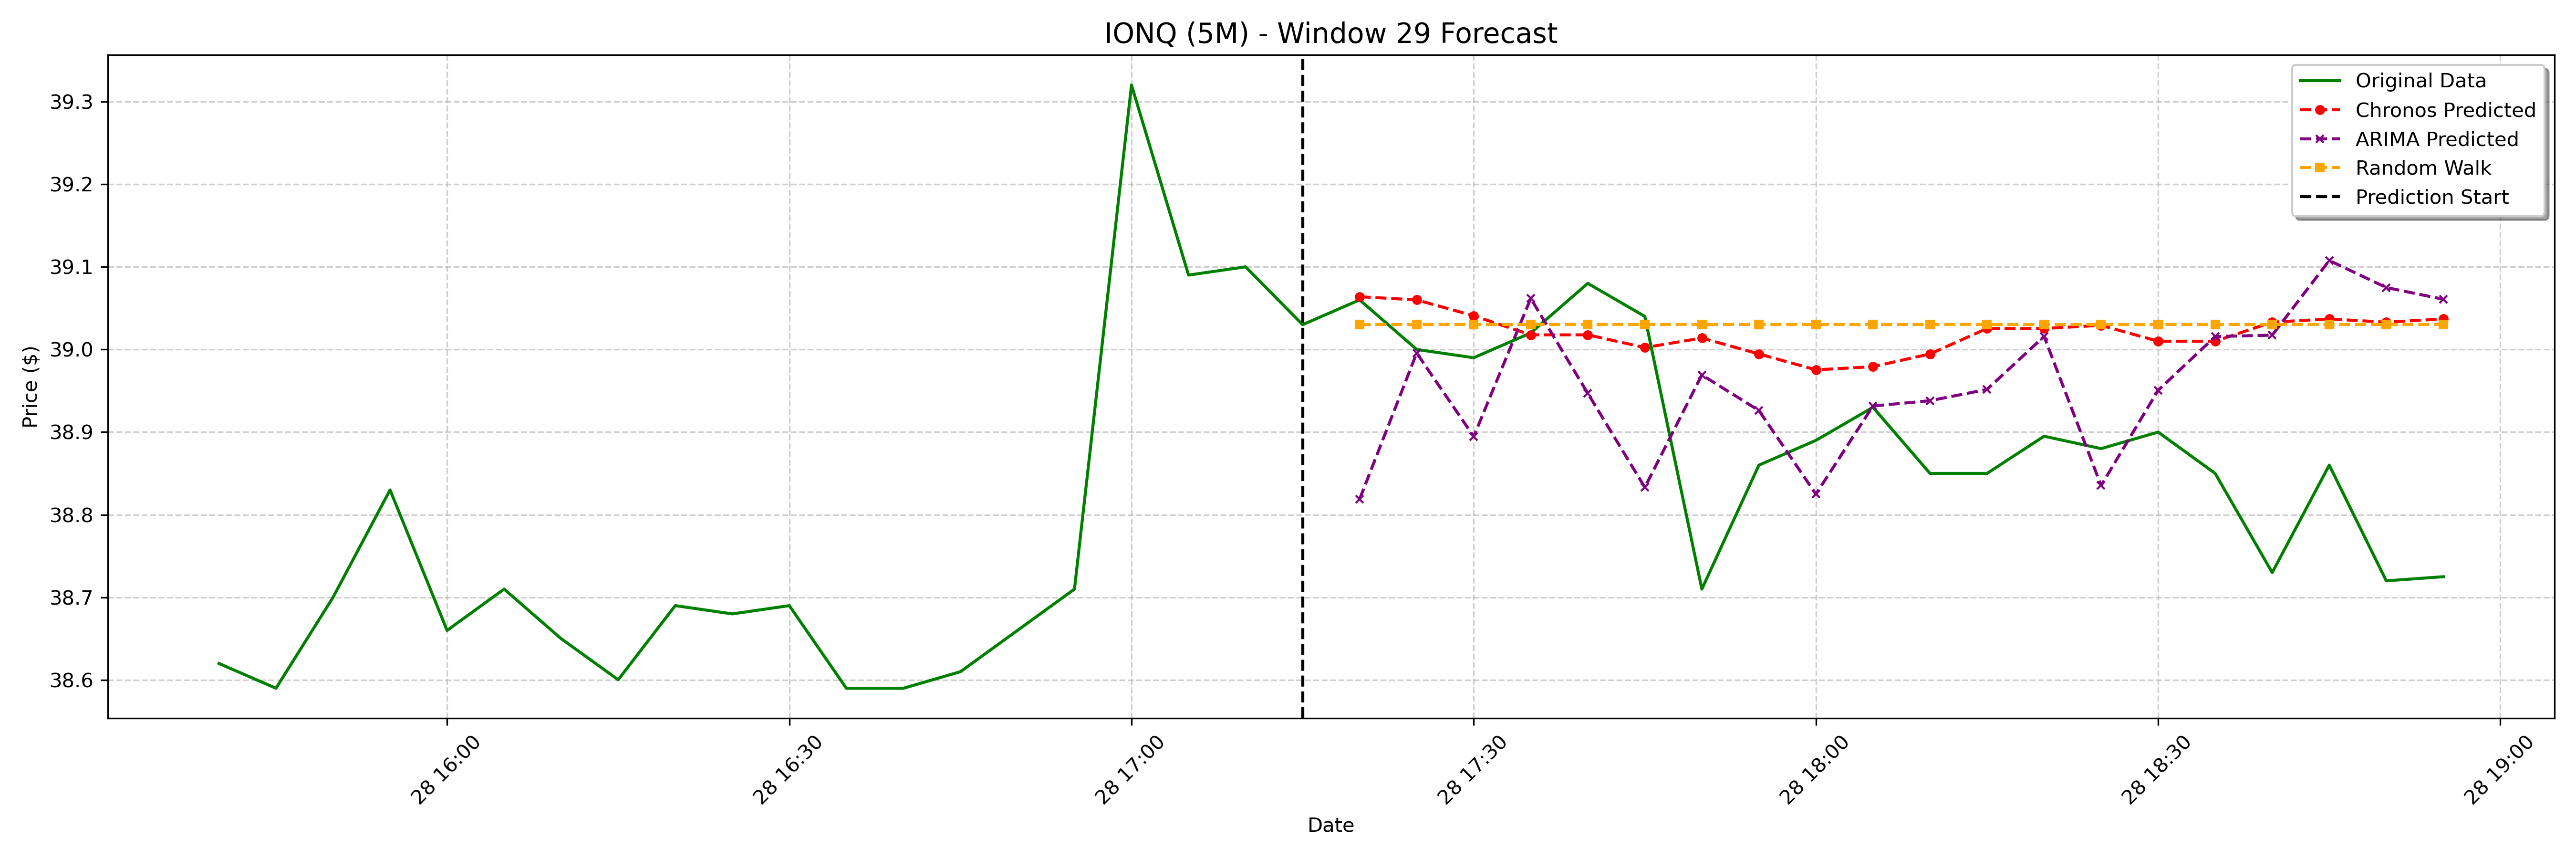 IONQ (5M) - Window 29 Forecast
Price ($)
39.3
39.2
39.1
39.0
38.9
38.8
38.7
38.6
Original Data
Chronos Predicted
ARIMA Predicted
Random Walk
Prediction Start
28 16:00
28 16:30
28 17:00
28 17:30
28 18:00
28 18:30
28 19:00
Date